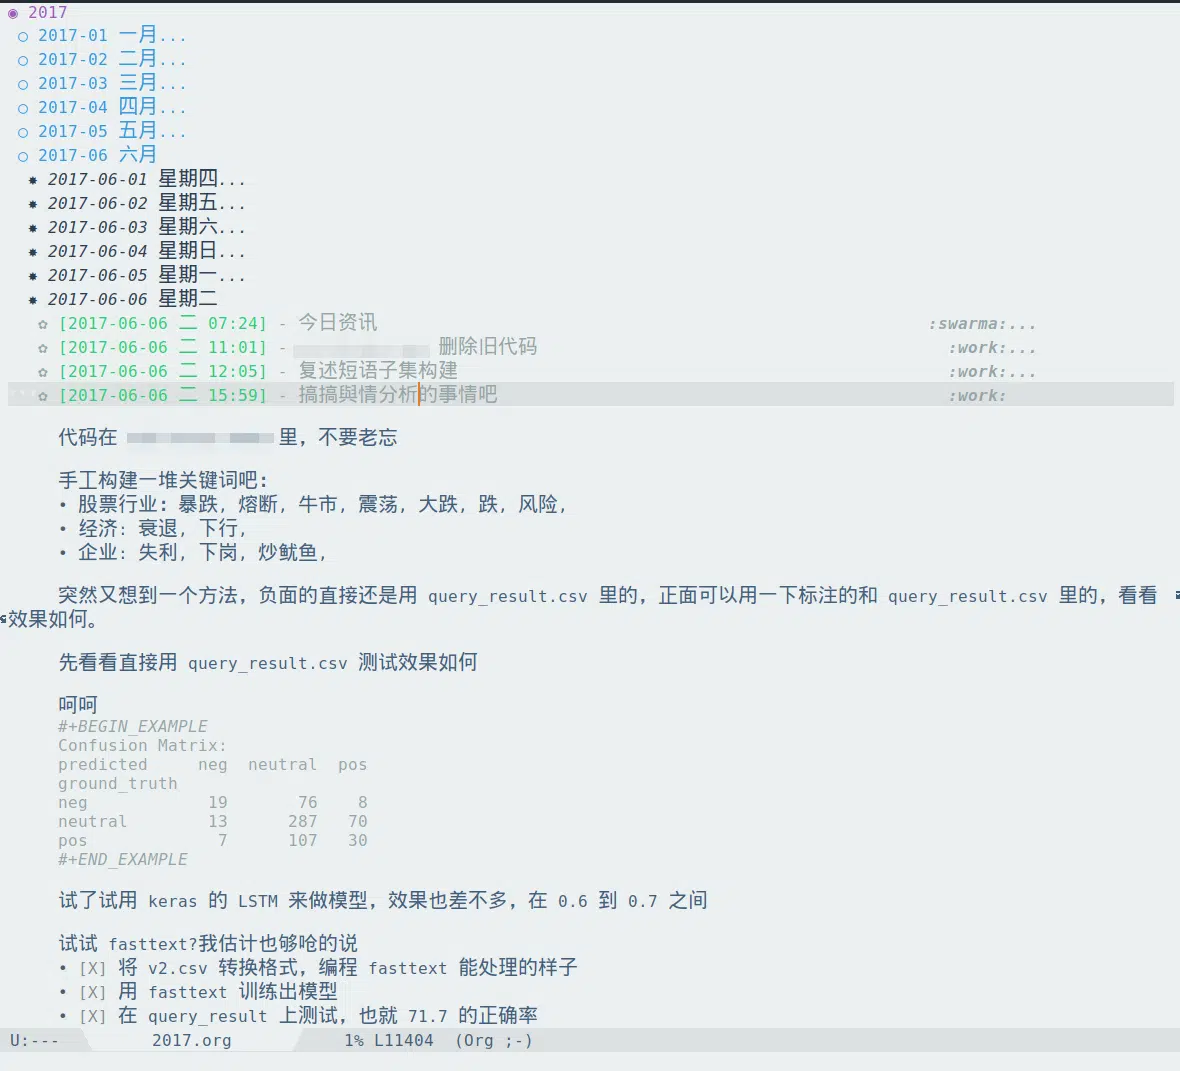 ◉ 2017
○ 2017-01 一月...
○ 2017-02 二月...
○ 2017-03 三月...
○ 2017-04 四月...
○ 2017-05 五月...
○ 2017-06 六月
✸ 2017-06-01 星期四...
✸ 2017-06-02 星期五...
✸ 2017-06-03 星期六...
✸ 2017-06-04 星期日...
✸ 2017-06-05 星期一...
✸ 2017-06-06 星期二
✿ [2017-06-06 二 07:24] - 今日资讯 :swarma:...
✿ [2017-06-06 二 11:01] - 删除旧代码 :work:...
✿ [2017-06-06 二 12:05] - 复述短语子集构建 :work:...
✿ [2017-06-06 二 15:59] - 搞搞與情分析的事情吧 :work:
代码在 里，不要老忘
手工构建一堆关键词吧：
• 股票行业：暴跌，熔断，牛市，震荡，大跌，跌，风险，
• 经济：衰退，下行，
• 企业：失利，下岗，炒鱿鱼，
突然又想到一个方法，负面的直接还是用 query_result.csv 里的，正面可以用一下标注的和 query_result.csv 里的，看看
效果如何。
先看看直接用 query_result.csv 测试效果如何
呵呵
#+BEGIN_EXAMPLE
Confusion Matrix:
predicted neg neutral pos
ground_truth
neg 19 76 8
neutral 13 287 70
pos 7 107 30
#+END_EXAMPLE
试了试用 keras 的 LSTM 来做模型，效果也差不多，在 0.6 到 0.7 之间
试试 fasttext?我估计也够呛的说
• [X] 将 v2.csv 转换格式，编程 fasttext 能处理的样子
• [X] 用 fasttext 训练出模型
• [X] 在 query_result 上测试，也就 71.7 的正确率
U:--- 2017.org 1% L11404 (Org ;-)